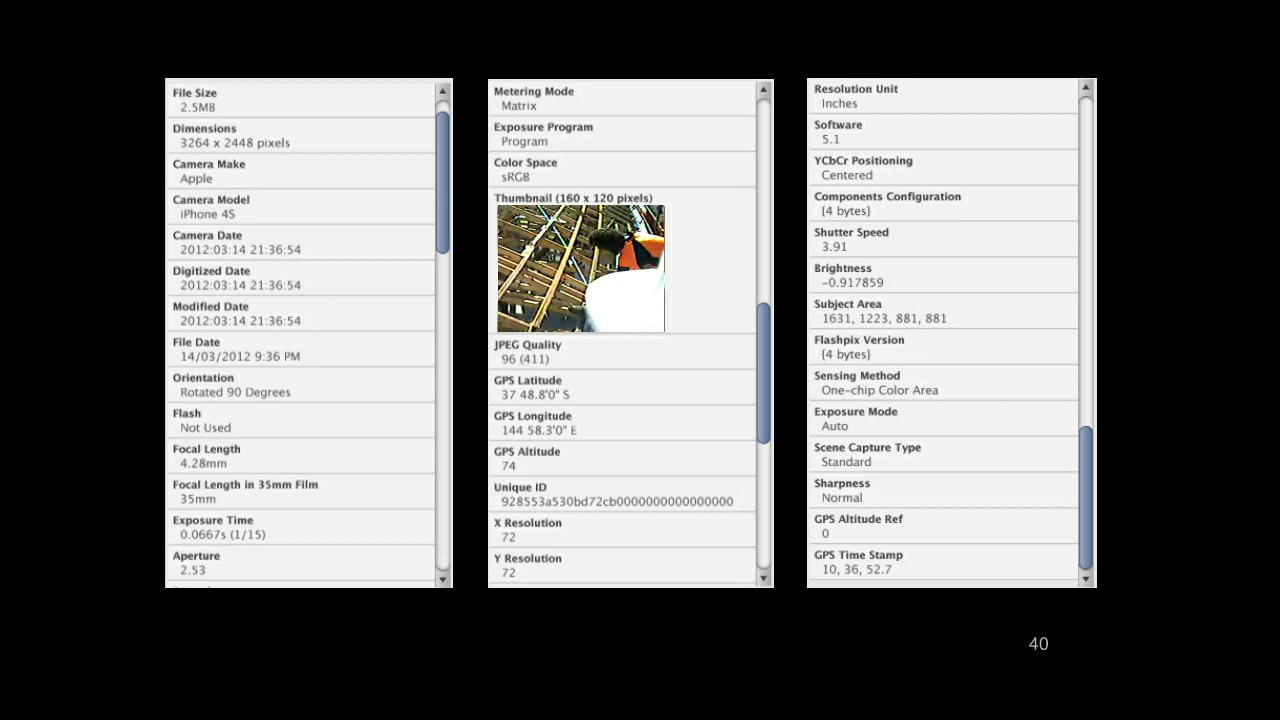 File Size
2.5MB
Dimensions
3264 x 2448 pixels
Camera Make
Apple
Camera Model
iPhone 4S
Camera Date
2012:03:14 21:36:54
Digitized Date
2012:03:14 21:36:54
Modified Date
2012:03:14 21:36:54
File Date
14/03/2012 9:36 PM
Orientation
Rotated 90 Degrees
Flash
Not Used
Focal Length
4.28mm
Focal Length in 35mm Film
35mm
Exposure Time
0.0667s (1/15)
Aperture
2.53
Metering Mode
Matrix
Exposure Program
Program
Color Space
sRGB
Thumbnail (160 x 120 pixels)
JPEG Quality
96 (411)
GPS Latitude
37 48.8'0" S
GPS Longitude
144 58.3'0" E
GPS Altitude
74
Unique ID
928553a530bd72cb0000000000000000
X Resolution
72
Y Resolution
72
Resolution Unit
Inches
Software
5.1
YCbCr Positioning
Centered
Components Configuration
{4 bytes}
Shutter Speed
3.91
Brightness
-0.917859
Subject Area
1631, 1223, 881, 881
Flashpix Version
{4 bytes}
Sensing Method
One-chip Color Area
Exposure Mode
Auto
Scene Capture Type
Standard
Sharpness
Normal
GPS Altitude Ref
0
GPS Time Stamp
10, 36, 52.7
40